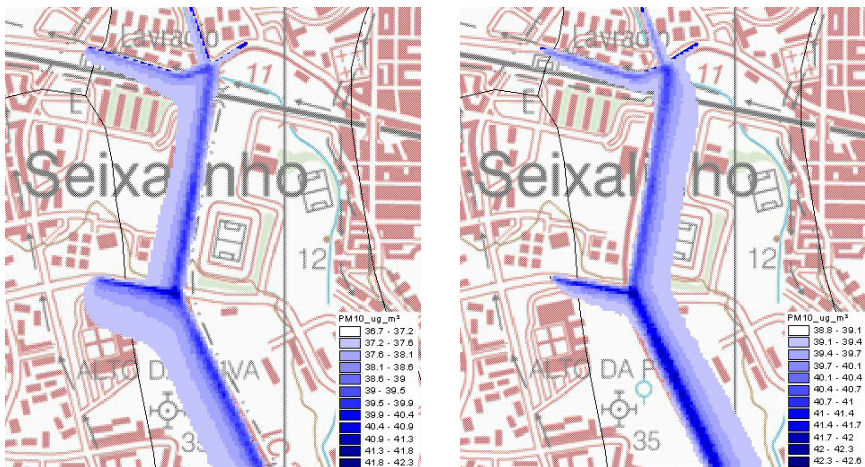 Lavradio
11
E
Seixalinho
12
ALTO DA
VA
35
PM10_ug_m³
36.7 - 37.2
37.2 - 37.6
37.6 - 38.1
38.1 - 38.6
38.6 - 39
39 - 39.5
39.5 - 39.9
39.9 - 40.4
40.4 - 40.9
40.9 - 41.3
41.3 - 41.8
41.8 - 42.3
Lavradio
11
E
Seixalinho
12
ALTO DA P
35
PM10_ug_m³
38.8 - 39.1
39.1 - 39.4
39.4 - 39.7
39.7 - 40.1
40.1 - 40.4
40.4 - 40.7
40.7 - 41
41 - 41.4
41.4 - 41.7
41.7 - 42
42 - 42.3
42.3 - 42.6